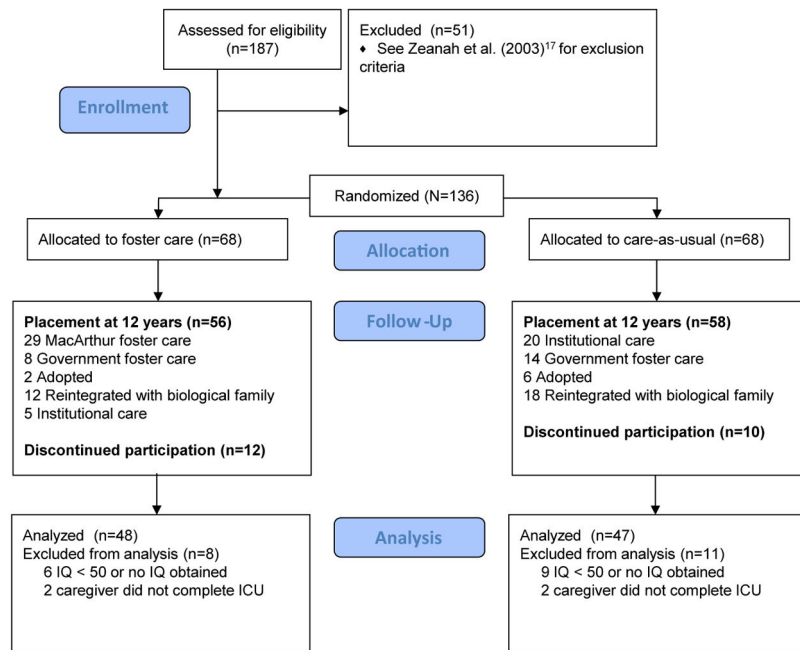 Assessed for eligibility
(n=187)
Excluded (n=51)
♦ See Zeanah et al. (2003)17 for exclusion
criteria
Enrollment
Randomized (N=136)
Allocated to foster care (n=68)
Allocation
Allocated to care-as-usual (n=68)
Follow-Up
Placement at 12 years (n=56)
29 MacArthur foster care
8 Government foster care
2 Adopted
12 Reintegrated with biological family
5 Institutional care
Discontinued participation (n=12)
Placement at 12 years (n=58)
20 Institutional care
14 Government foster care
6 Adopted
18 Reintegrated with biological family
Discontinued participation (n=10)
Analysis
Analyzed (n=48)
Excluded from analysis (n=8)
6 IQ < 50 or no IQ obtained
2 caregiver did not complete ICU
Analyzed (n=47)
Excluded from analysis (n=11)
9 IQ < 50 or no IQ obtained
2 caregiver did not complete ICU